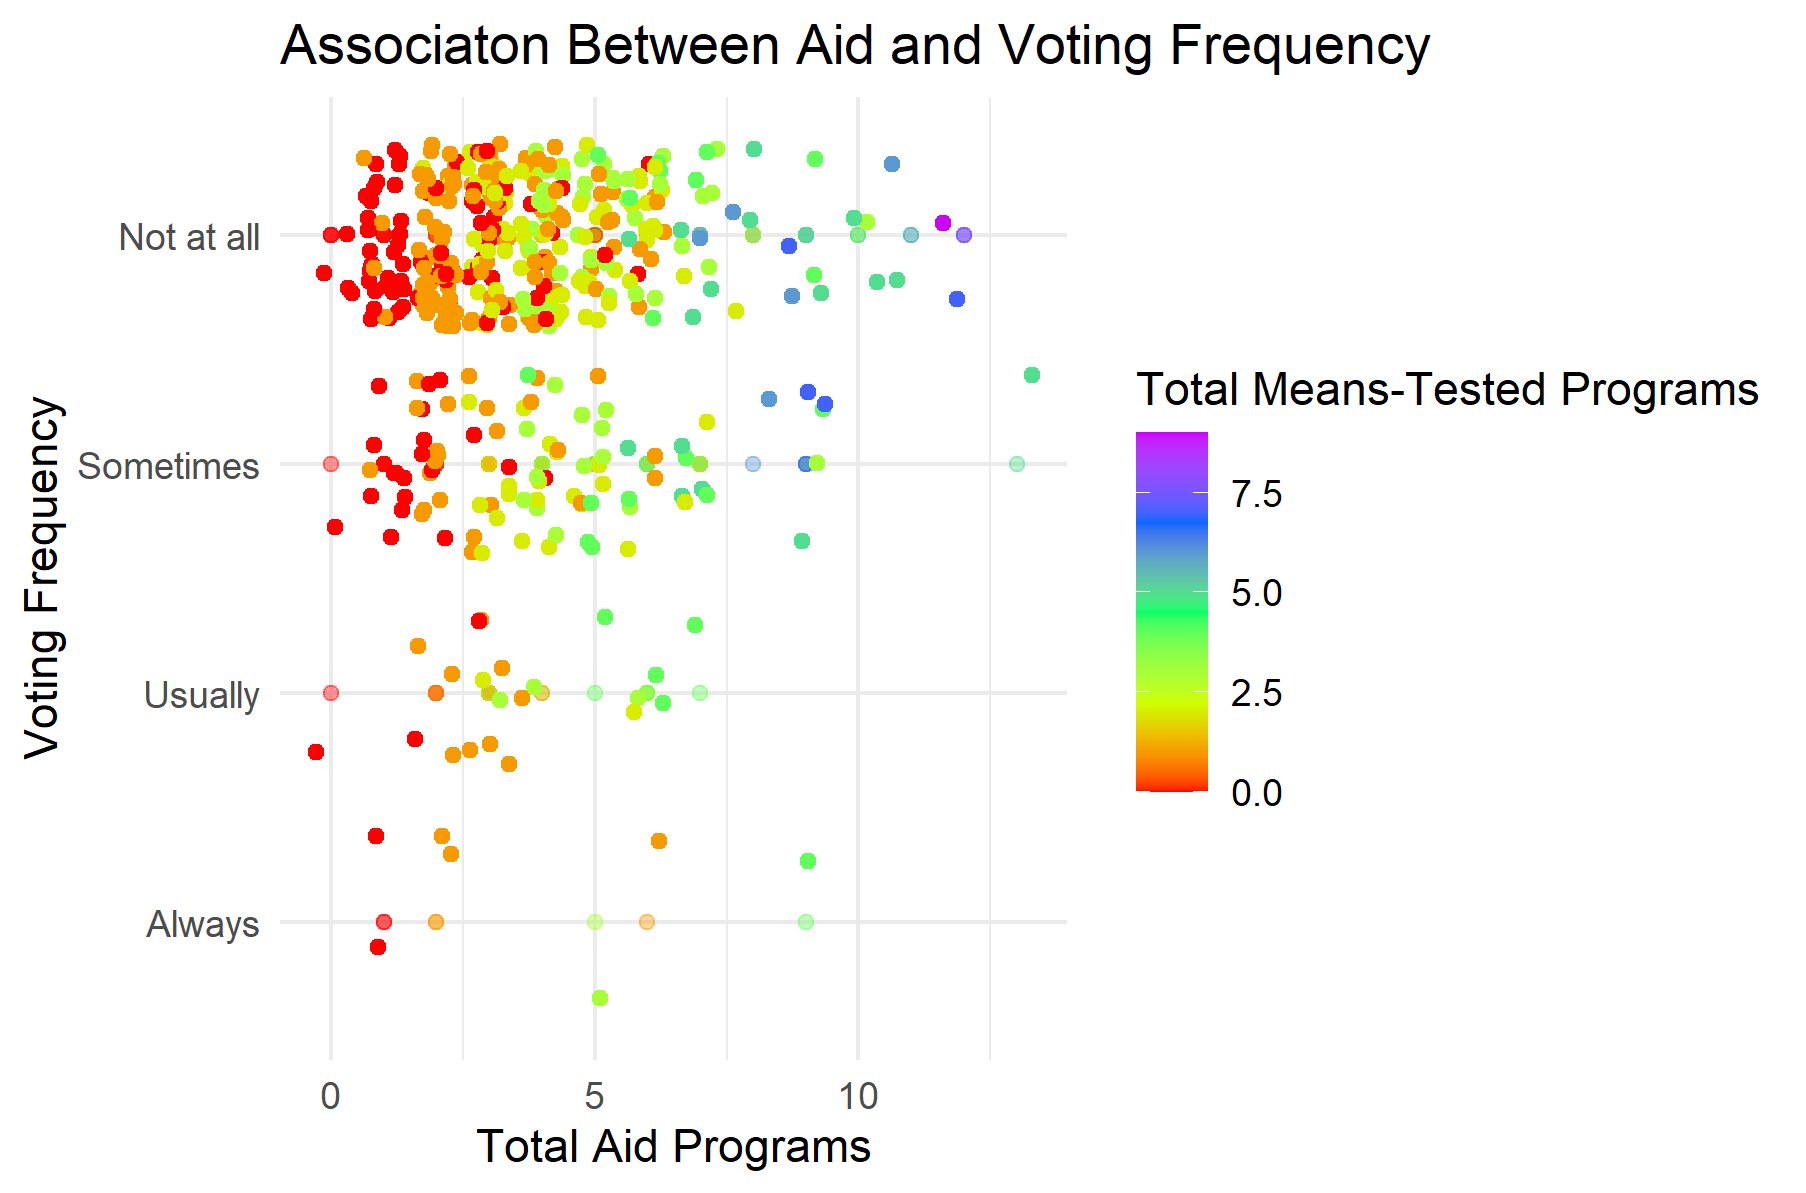 Associaton Between Aid and Voting Frequency
Voting Frequency
Not at all
Sometimes
Usually
Always
0
5
10
Total Aid Programs
Total Means-Tested Programs
7.5
5.0
2.5
0.0